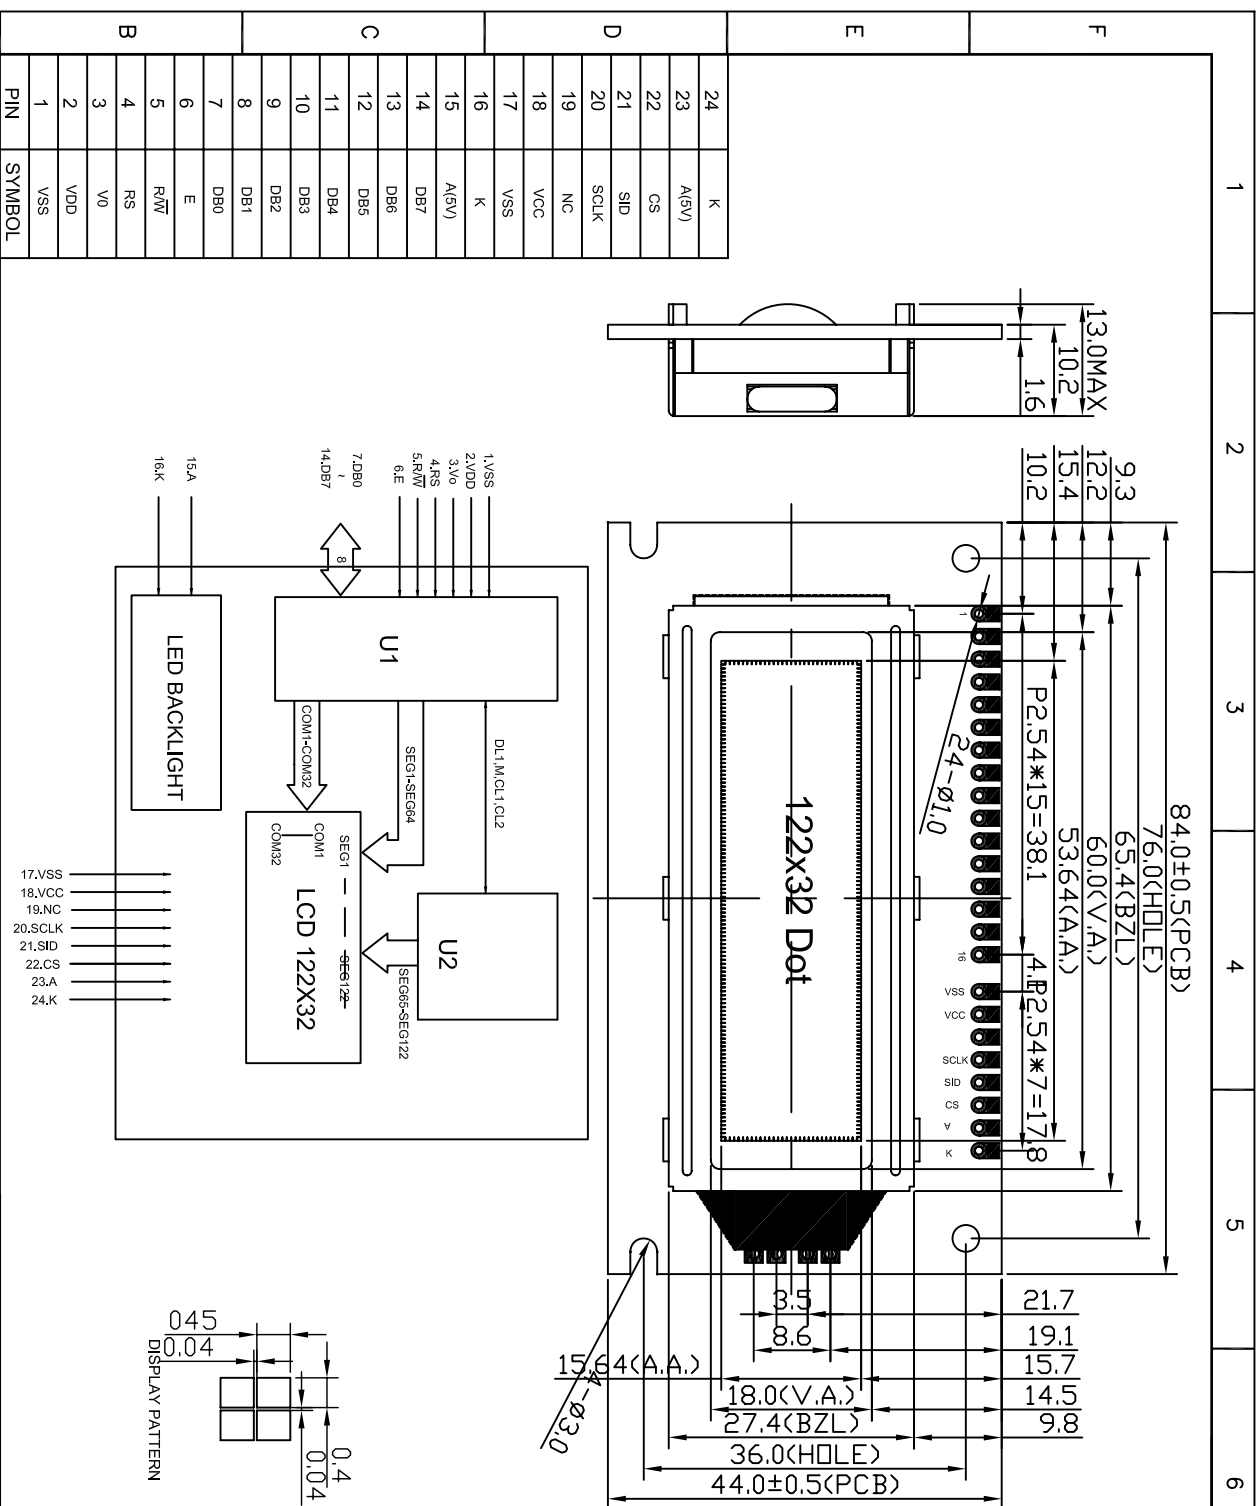 1
2
3
4
5
6
B
C
D
E
F
24 K
23 A(5V)
22 CS
21 SID
20 SCLK
19 NC
18 VCC
17 VSS
16 K
15 A(5V)
14 DB7
13 DB6
12 DB5
11 DB4
10 DB3
9 DB2
8 DB1
7 DB0
6 E
5 R/W
4 RS
3 V0
2 VDD
1 VSS
PIN SYMBOL
13.0MAX
10.2
1.6
84.0±0.5(PCB)
76.0(HOLE)
65.4(BZL)
60.0(V.A.)
53.64(A.A.)
P2.54*15=38.1
P2.54*7=17.8
9.3
12.2
15.4
10.2
24-Ø1.0
1
16
VSS
VCC
SCLK
SID
CS
A
K
122x32 Dot
3.5
8.6
15.64(A.A.)
18.0(V.A.)
27.4(BZL)
36.0(HOLE)
44.0±0.5(PCB)
21.7
19.1
15.7
14.5
9.8
4-Ø3.0
1.VSS
2.VDD
3.Vo
4.RS
5.R/W
6.E
7.DB0
~
14.DB7
15.A
16.K
8
U1
DL1,M,CL1,CL2
SEG1-SEG64
COM1-COM32
U2
SEG65-SEG122
SEG1
SEG122
COM1
COM32
LCD 122X32
LED BACKLIGHT
17.VSS
18.VCC
19.NC
20.SCLK
21.SID
22.CS
23.A
24.K
0.4
0.04
045
0.04
DISPLAY PATTERN